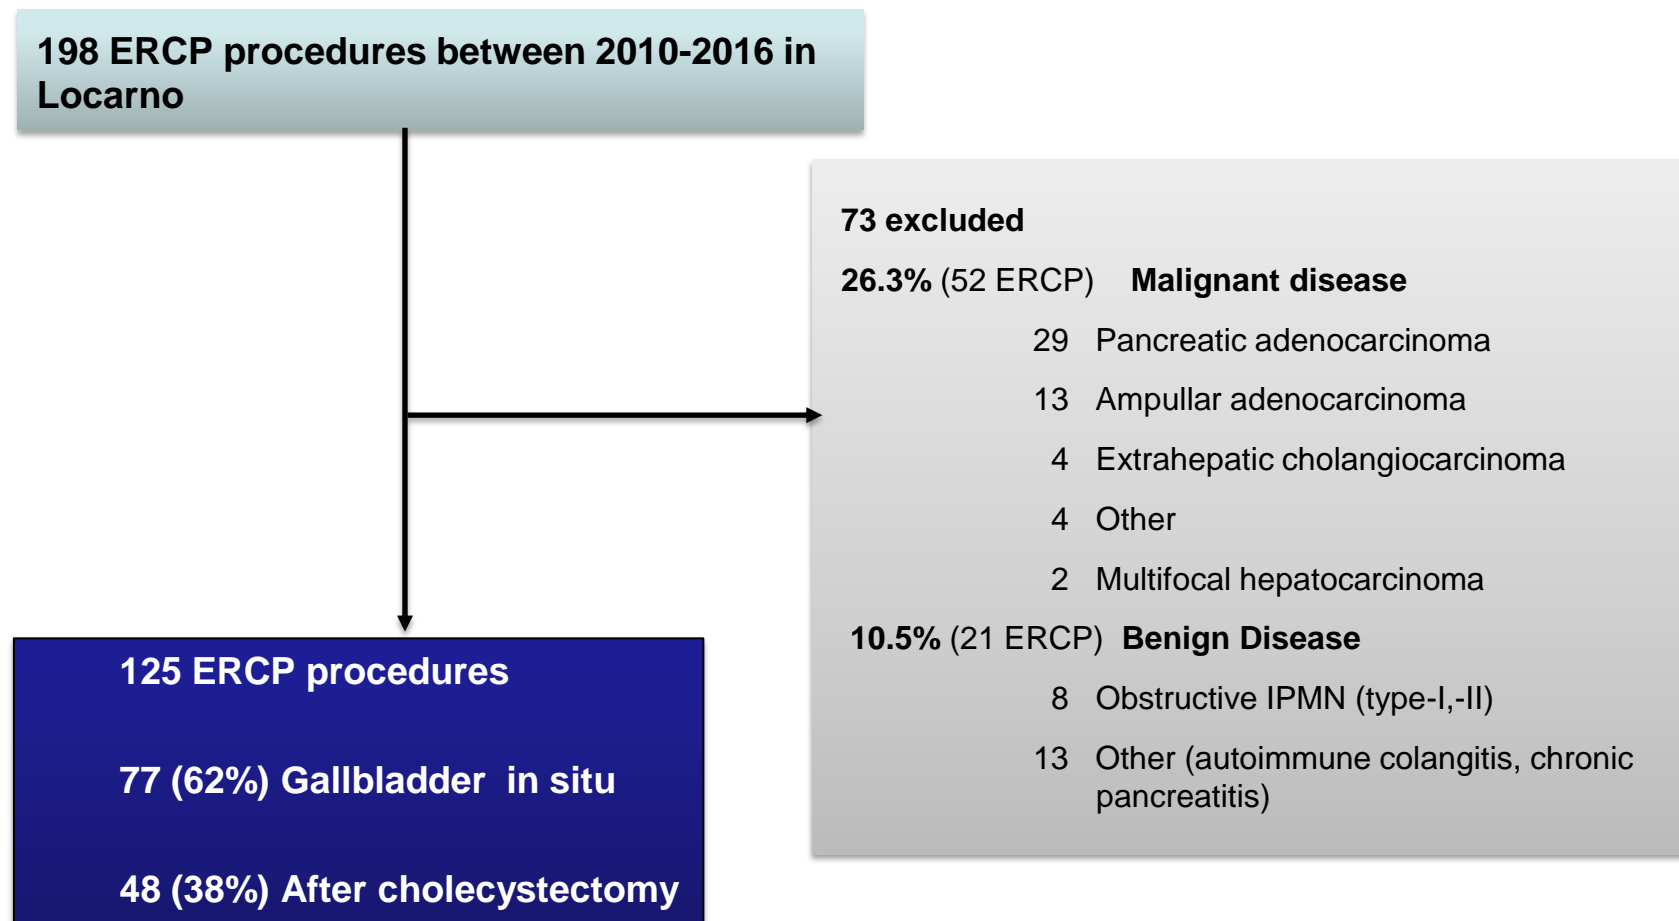 198 ERCP procedures between 2010-2016 in
Locarno
73 excluded
26.3% (52 ERCP) Malignant disease
29 Pancreatic adenocarcinoma
13 Ampullar adenocarcinoma
4 Extrahepatic cholangiocarcinoma
4 Other
2 Multifocal hepatocarcinoma
10.5% (21 ERCP) Benign Disease
8 Obstructive IPMN (type-I,-II)
13 Other (autoimmune colangitis, chronic
pancreatitis)
125 ERCP procedures
77 (62%) Gallbladder in situ
48 (38%) After cholecystectomy